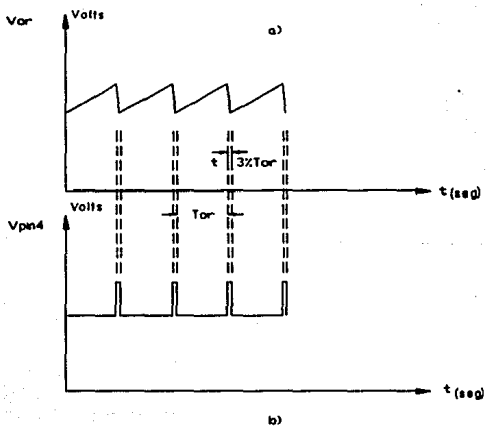 Vor
Volts
a)
t
3%Tor
t(seg)
Vpin4
Volts
Tor
t(seg)
b)